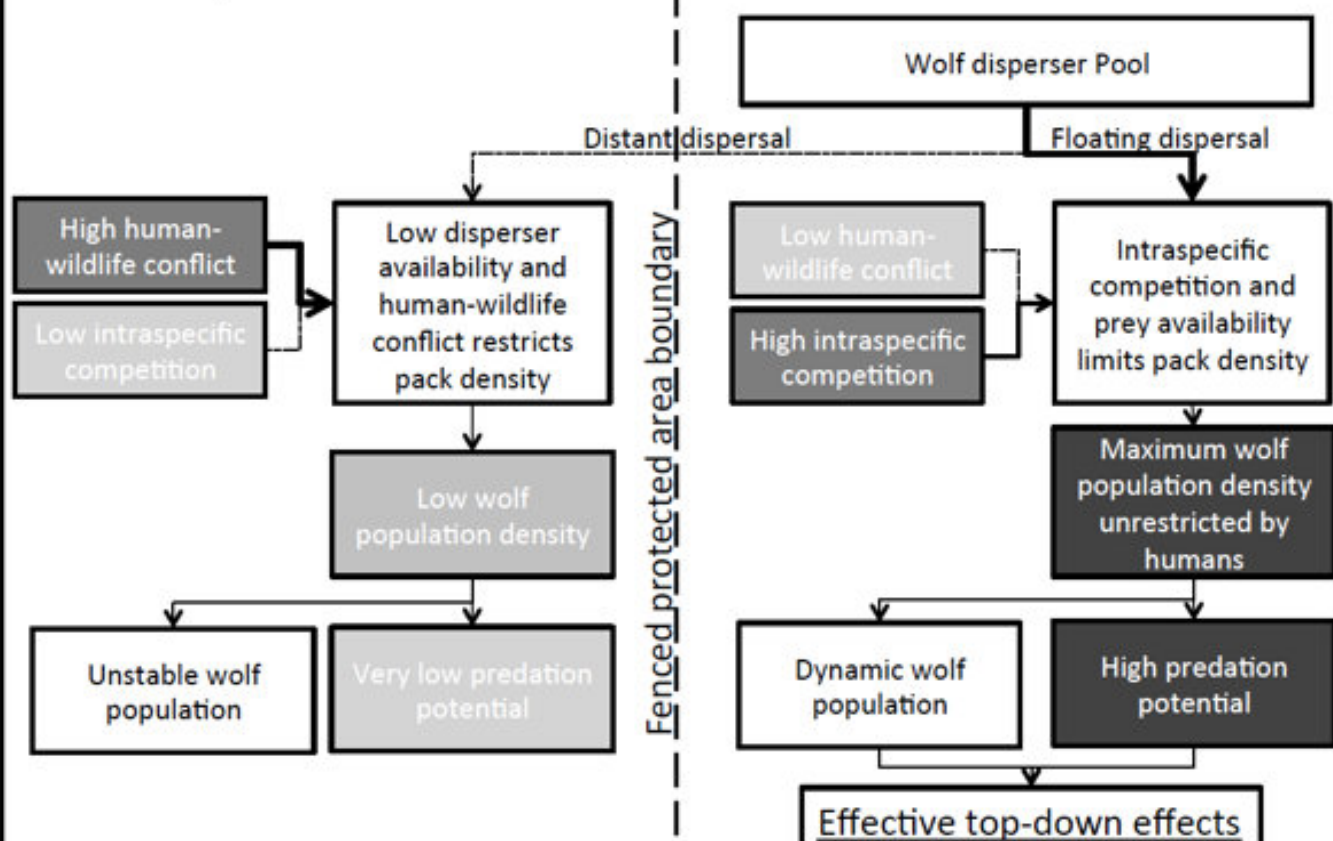 Wolf disperser Pool
Distant dispersal
Floating dispersal
High human-
wildlife conflict
Low intraspecific
competition
Low disperser
availability and
human-wildlife
conflict restricts
pack density
Low wolf
population density
Unstable wolf
population
Very low predation
potential
Fenced protected area boundary
Low human-
wildlife conflict
High intraspecific
competition
Intraspecific
competition and
prey availability
limits pack density
Maximum wolf
population density
unrestricted by
humans
Dynamic wolf
population
High predation
potential
Effective top-down effects